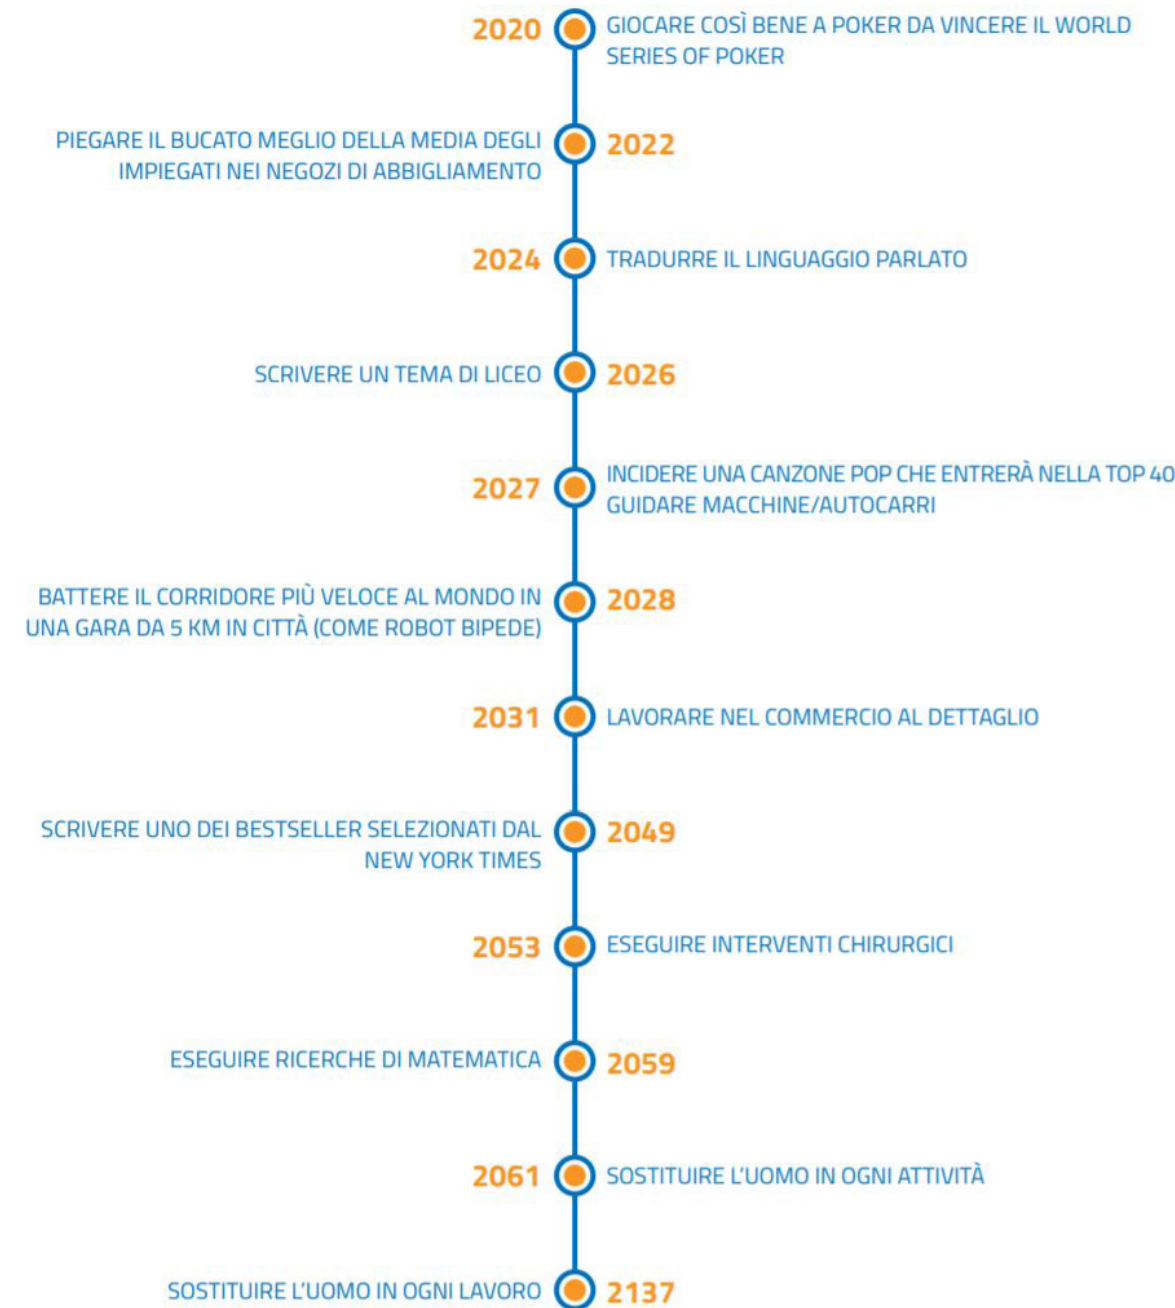 2020
GIOCARE COSÌ BENE A POKER DA VINCERE IL WORLD
SERIES OF POKER
PIEGARE IL BUCATO MEGLIO DELLA MEDIA DEGLI
IMPIEGATI NEI NEGOZI DI ABBIGLIAMENTO
2022
2024
TRADURRE IL LINGUAGGIO PARLATO
SCRIVERE UN TEMA DI LICEO
2026
2027
INCIDERE UNA CANZONE POP CHE ENTRERÀ NELLA TOP 40
GUIDARE MACCHINE/AUTOCARRI
BATTERE IL CORRIDORE PIÙ VELOCE AL MONDO IN
UNA GARA DA 5 KM IN CITTÀ (COME ROBOT BIPEDE)
2028
2031
LAVORARE NEL COMMERCIO AL DETTAGLIO
SCRIVERE UNO DEI BESTSELLER SELEZIONATI DAL
NEW YORK TIMES
2049
2053
ESEGUIRE INTERVENTI CHIRURGICI
ESEGUIRE RICERCHE DI MATEMATICA
2059
2061
SOSTITUIRE L'UOMO IN OGNI ATTIVITÀ
SOSTITUIRE L'UOMO IN OGNI LAVORO
2137